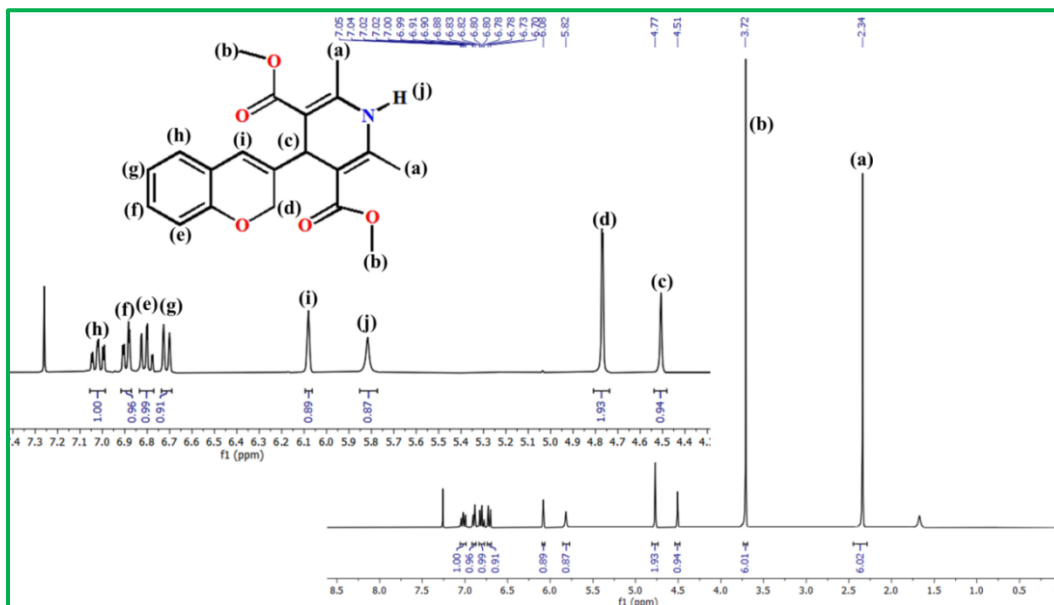 7.05
7.04
7.02
7.02
7.00
6.99
6.91
6.90
6.88
6.83
6.82
6.80
6.80
6.78
6.78
6.73
6.70
6.08
5.82
4.77
4.51
3.72
2.34
(b)
O
(a)
O
N
H
(j)
(h)
(i)
(c)
(g)
(a)
(f)
O
(d)
O
O
(e)
(b)
(b)
(a)
(d)
(c)
(i)
(j)
(h)
(f)
(e)
(g)
1.00
0.96
0.99
0.91
0.89
0.87
1.93
0.94
7.3 7.2 7.1 7.0 6.9 6.8 6.7 6.6 6.5 6.4 6.3 6.2 6.1 6.0 5.9 5.8 5.7 5.6 5.5 5.4 5.3 5.2 5.1 5.0 4.9 4.8 4.7 4.6 4.5 4.4 4.3 4.2
f1 (ppm)
1.00
0.96
0.99
0.91
0.89
0.87
1.93
0.94
6.01
6.02
8.5 8.0 7.5 7.0 6.5 6.0 5.5 5.0 4.5 4.0 3.5 3.0 2.5 2.0 1.5 1.0 0.5
f1 (ppm)